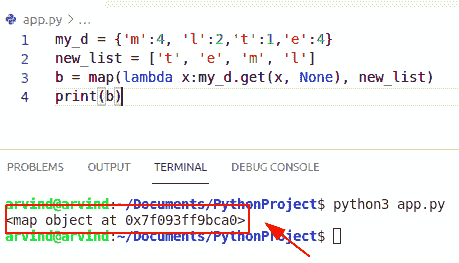 app.py > ...
1 my_d = {'m':4, 'l':2,'t':1,'e':4}
2 new_list = ['t', 'e', 'm', 'l']
3 b = map(lambda x:my_d.get(x, None), new_list)
4 print(b)
PROBLEMS OUTPUT TERMINAL DEBUG CONSOLE
arvind@arvind:~/Documents/PythonProject$ python3 app.py
<map object at 0x7f093ff9bca0>
arvind@arvind:~/Documents/PythonProject$